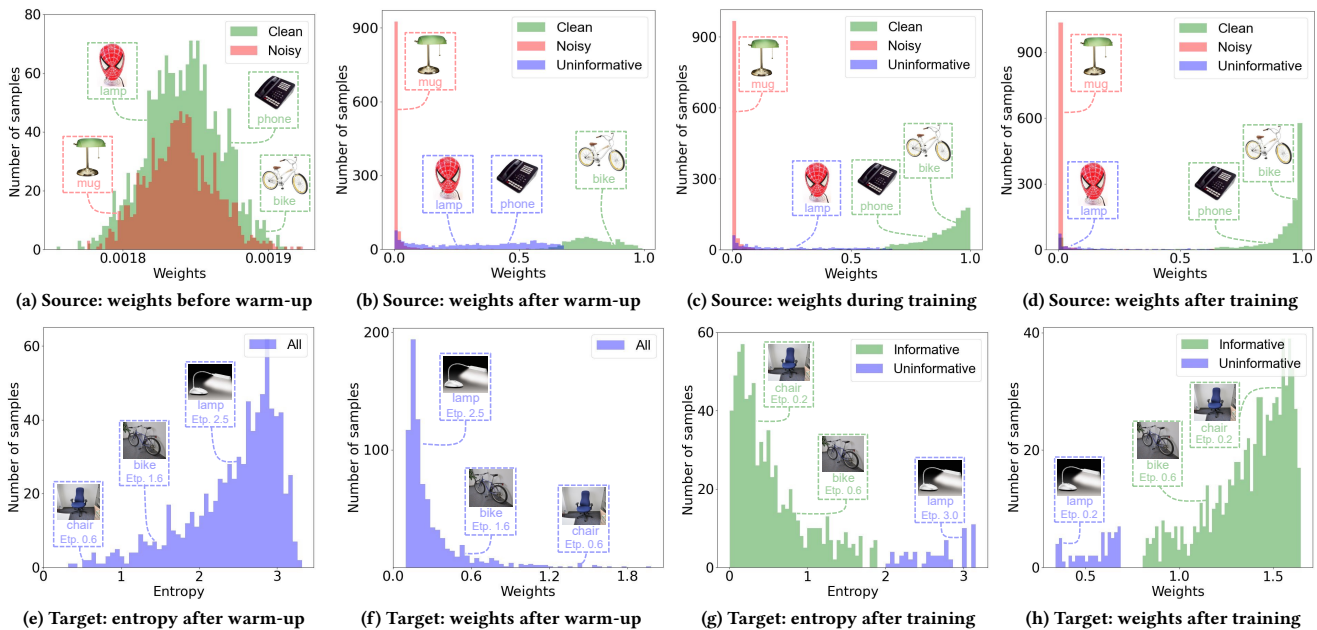 80
60
40
20
0
Number of samples
Clean
Noisy
lamp
phone
mug
bike
0.0018
0.0019
Weights
(a) Source: weights before warm-up
900
600
300
0
Number of samples
Clean
Noisy
Uninformative
mug
lamp
phone
bike
0.0
0.5
1.0
Weights
(b) Source: weights after warm-up
900
600
300
0
Number of samples
Clean
Noisy
Uninformative
mug
lamp
phone
bike
0.0
0.5
1.0
Weights
(c) Source: weights during training
900
600
300
0
Number of samples
Clean
Noisy
Uninformative
mug
lamp
phone
bike
0.0
0.5
1.0
Weights
(d) Source: weights after training
60
40
20
0
Number of samples
All
lamp
Etp. 2.5
bike
Etp. 1.6
chair
Etp. 0.6
0
1
2
3
Entropy
(e) Target: entropy after warm-up
200
100
0
Number of samples
All
lamp
Etp. 2.5
bike
Etp. 1.6
chair
Etp. 0.6
0.0
0.6
1.2
1.8
Weights
(f) Target: weights after warm-up
60
40
20
0
Number of samples
Informative
Uninformative
chair
Etp. 0.2
bike
Etp. 0.6
lamp
Etp. 3.0
0
1
2
3
Entropy
(g) Target: entropy after training
40
20
0
Number of samples
Informative
Uninformative
chair
Etp. 0.2
bike
Etp. 0.6
lamp
Etp. 0.2
0.5
1.0
1.5
Weights
(h) Target: weights after training